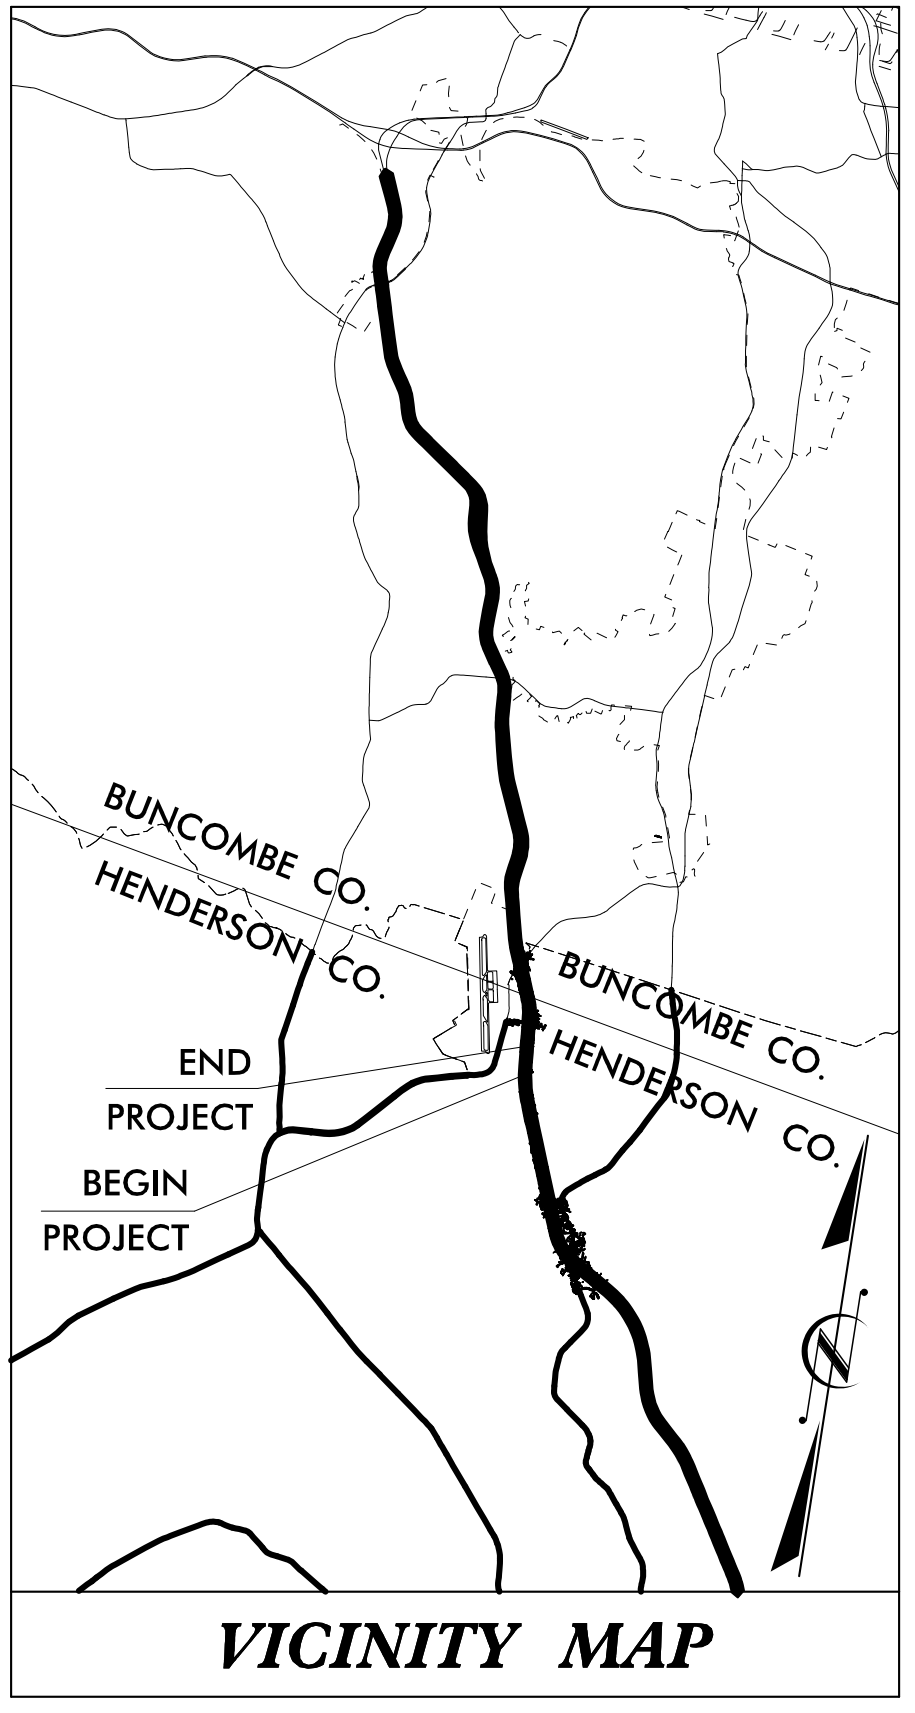 BUNCOMBE CO.
HENDERSON CO.
BUNCOMBE CO.
HENDERSON CO.
END
PROJECT
BEGIN
PROJECT
N
VICINITY MAP